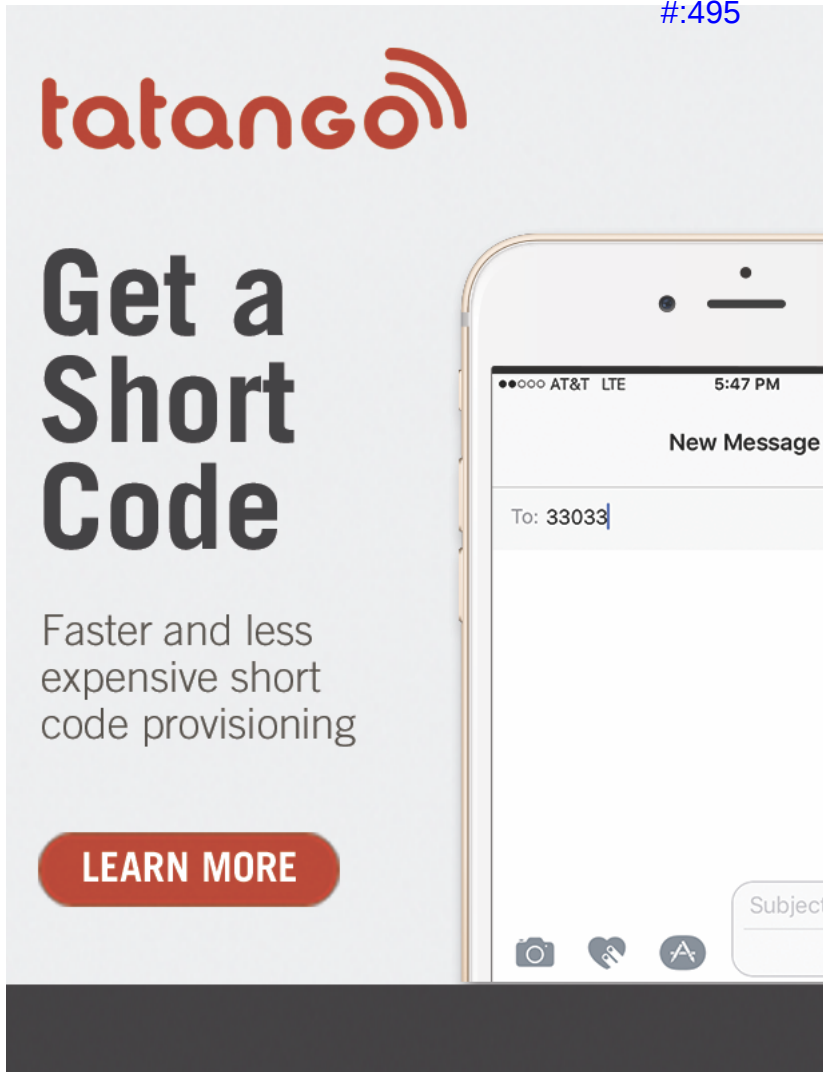 #:495
tatango
Get a
Short
Code
Faster and less
expensive short
code provisioning
LEARN MORE
AT&T LTE 5:47 PM
New Message
To: 33033
Subject